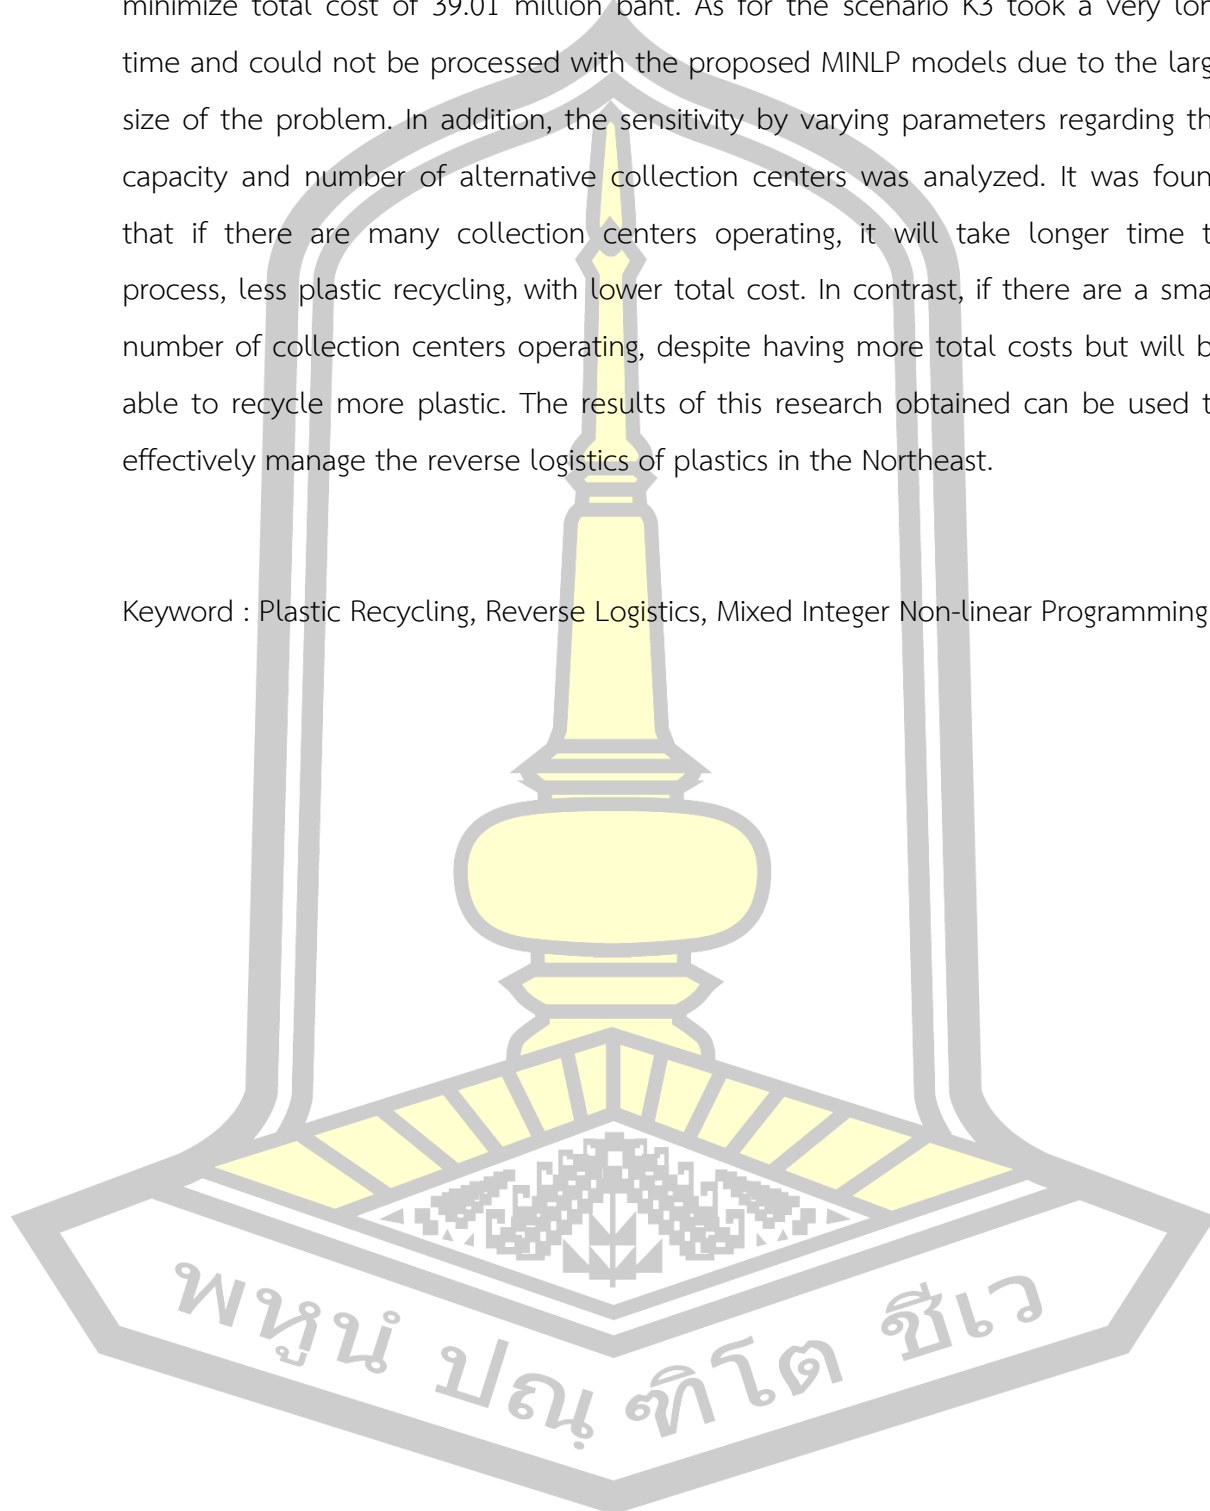 minimize total cost of 39.01 million baht. As for the scenario K3 took a very lon
time and could not be processed with the proposed MINLP models due to the larg
size of the problem. In addition, the sensitivity by varying parameters regarding th
capacity and number of alternative collection centers was analyzed. It was foun
that if there are many collection centers operating, it will take longer time t
process, less plastic recycling, with lower total cost. In contrast, if there are a sma
number of collection centers operating, despite having more total costs but will b
able to recycle more plastic. The results of this research obtained can be used t
effectively manage the reverse logistics of plastics in the Northeast.
Keyword : Plastic Recycling, Reverse Logistics, Mixed Integer Non-linear Programming
พหูนํ ปณฺ ฑิโต ชีเว